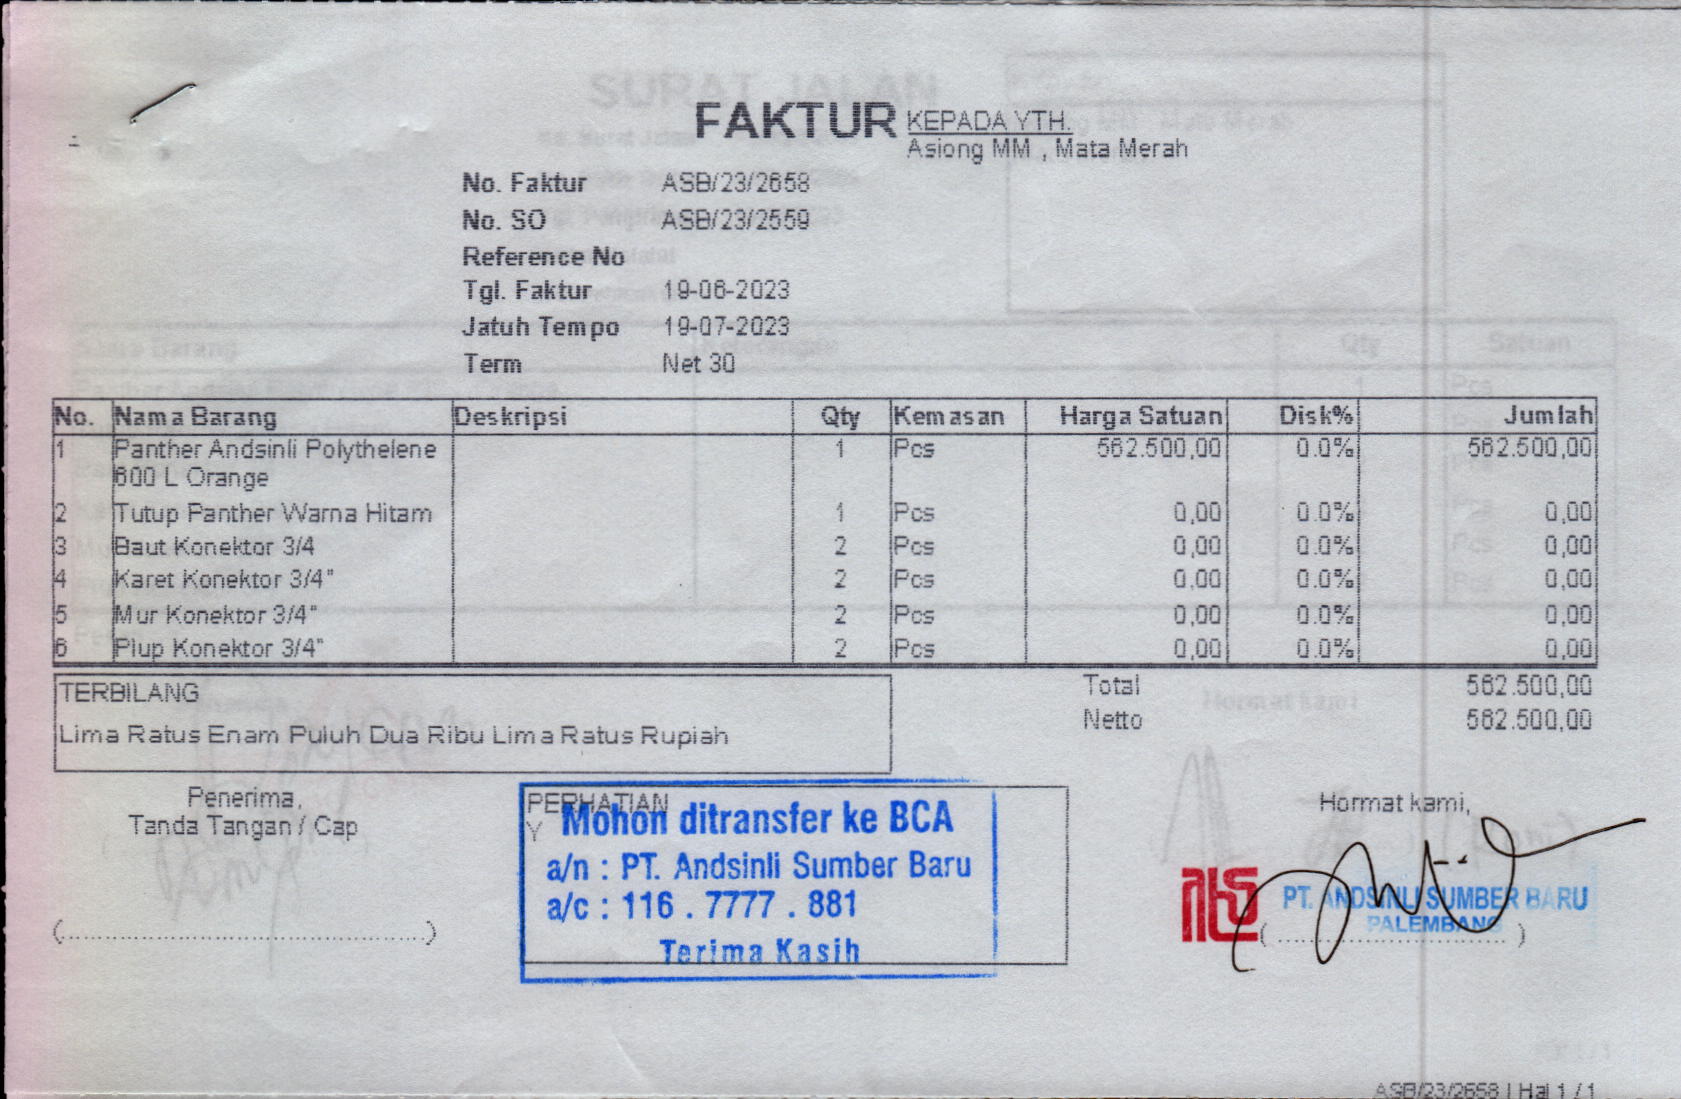 FAKTUR
KEPADA YTH.
Asiong MM , Mata Merah
No. Faktur ASB/23/2658
No. SO ASB/23/2559
Reference No
Tgl. Faktur 19-06-2023
Jatuh Tempo 19-07-2023
Term Net 30
No. Nama Barang Deskripsi Qty Kemasan Harga Satuan Disk% Jumlah
1 Panther Andsinli Polythelene 1 Pcs 562.500,00 0.0% 562.500,00
600 L Orange
2 Tutup Panther Warna Hitam 1 Pcs 0,00 0.0% 0,00
3 Baut Konektor 3/4 2 Pcs 0,00 0.0% 0,00
4 Karet Konektor 3/4" 2 Pcs 0,00 0.0% 0,00
5 Mur Konektor 3/4" 2 Pcs 0,00 0.0% 0,00
6 Plup Konektor 3/4" 2 Pcs 0,00 0.0% 0,00
TERBILANG
Lima Ratus Enam Puluh Dua Ribu Lima Ratus Rupiah
Total 562.500,00
Netto 562.500,00
Penerima,
Tanda Tangan / Cap
PERHATIAN
Y
Mohon ditransfer ke BCA
a/n : PT. Andsinli Sumber Baru
a/c : 116 . 7777 . 881
Terima Kasih
Hormat kami,
PT. ANDSINLI SUMBER BARU
PALEMBANG
ASB/23/2658 | Hal 1 / 1
SURAT JALAN
Nama Barang Qty Satuan
Hormat kami